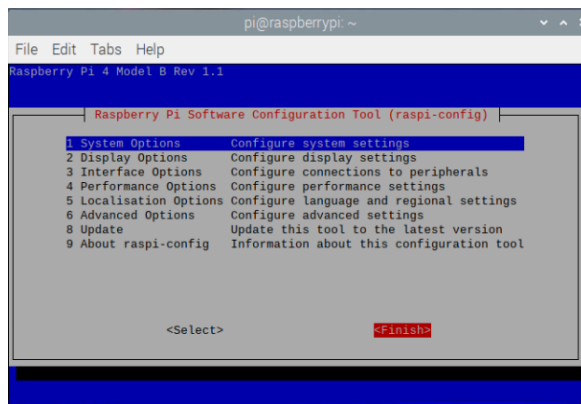 pi@raspberrypi: ~
File Edit Tabs Help
Raspberry Pi 4 Model B Rev 1.1
Raspberry Pi Software Configuration Tool (raspi-config)
1 System Options Configure system settings
2 Display Options Configure display settings
3 Interface Options Configure connections to peripherals
4 Performance Options Configure performance settings
5 Localisation Options Configure language and regional settings
6 Advanced Options Configure advanced settings
8 Update Update this tool to the latest version
9 About raspi-config Information about this configuration tool
<Select> <Finish>